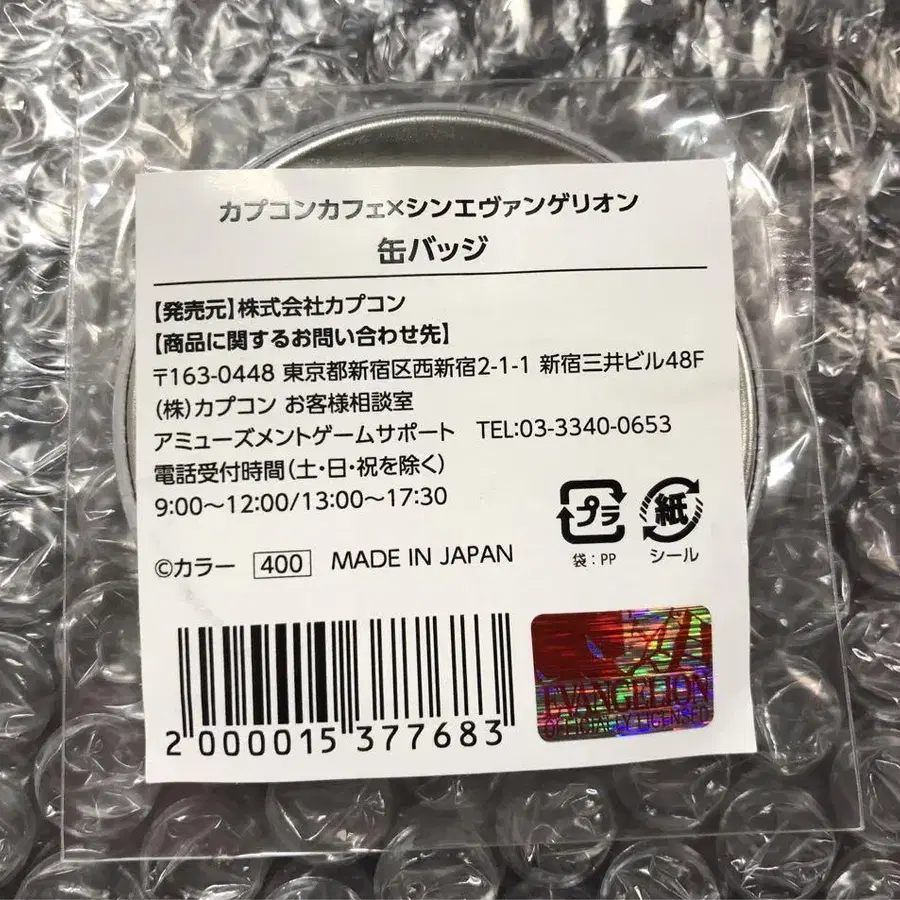 カプコンカフェ×シンエヴァンゲリオン
缶バッジ
【発売元】株式会社カプコン
【商品に関するお問い合わせ先】
〒163-0448 東京都新宿区西新宿2-1-1 新宿三井ビル48F
(株)カプコン お客様相談室
アミューズメントゲームサポート TEL:03-3340-0653
電話受付時間(土・日・祝を除く)
9:00〜12:00/13:00〜17:30
プラ
袋:PP
紙
シール
©カラー 400 MADE IN JAPAN
2 000015 377683
EVANGELION
OFFICIALLY LICENSED